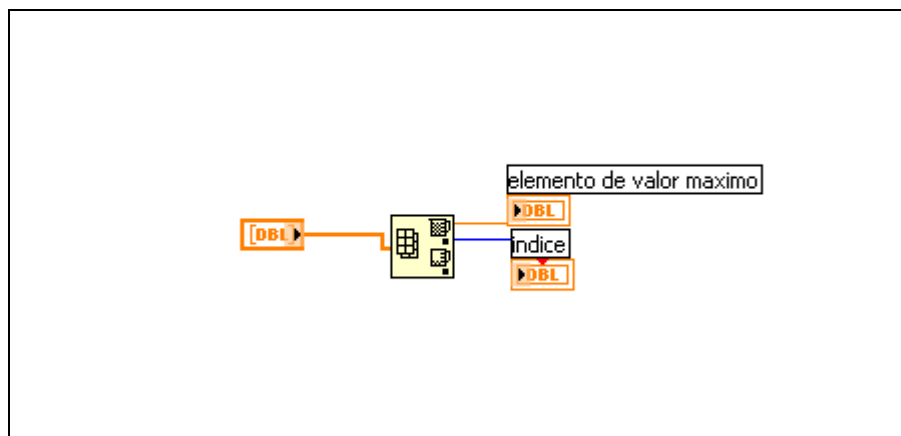 elemento de valor maximo
[DBL]
DBL
indice
DBL